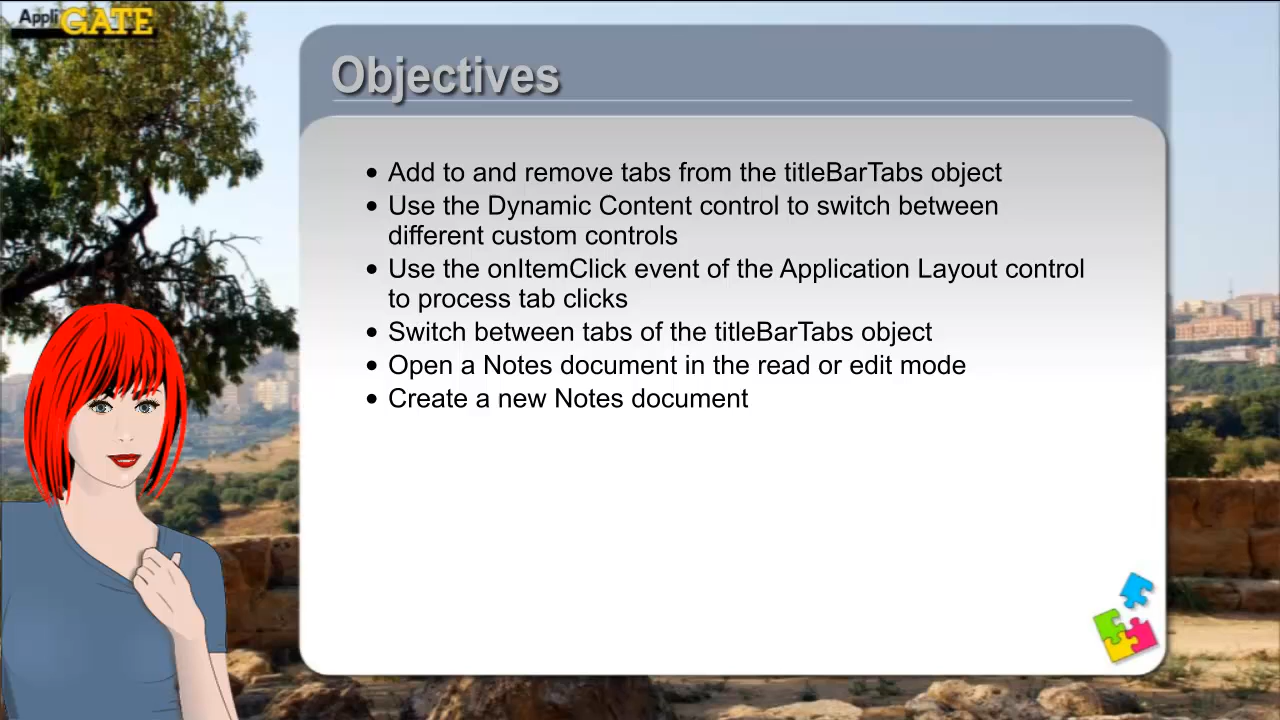 AppliGATE
Objectives
• Add to and remove tabs from the titleBarTabs object
• Use the Dynamic Content control to switch between
different custom controls
• Use the onItemClick event of the Application Layout control
to process tab clicks
• Switch between tabs of the titleBarTabs object
• Open a Notes document in the read or edit mode
• Create a new Notes document